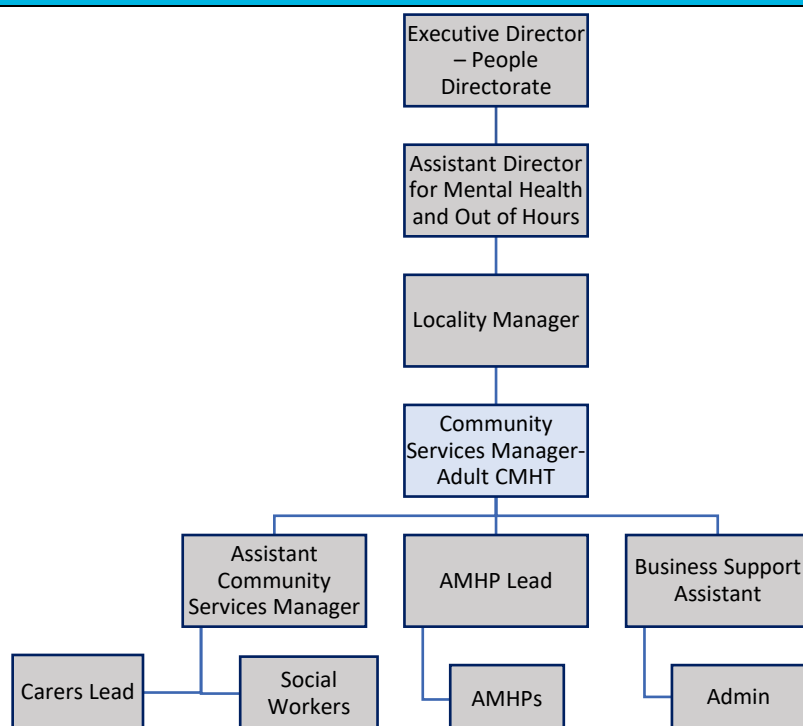 Executive Director
– People
Directorate
Assistant Director
for Mental Health
and Out of Hours
Locality Manager
Community
Services Manager-
Adult CMHT
Assistant
Community
Services Manager
AMHP Lead
Business Support
Assistant
Carers Lead
Social
Workers
AMHPs
Admin